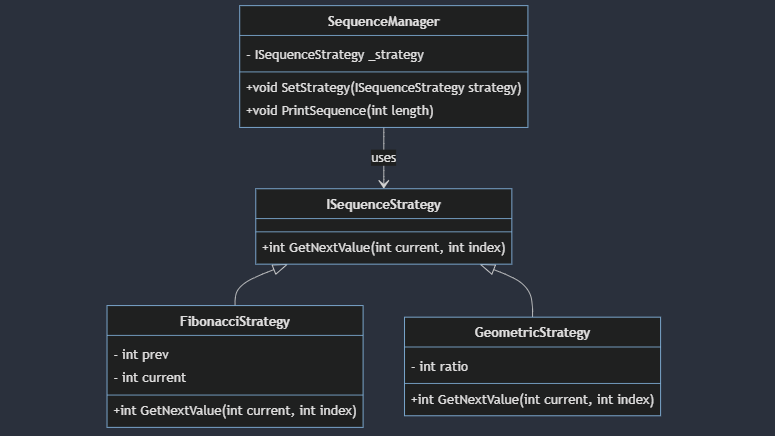 SequenceManager
- ISequenceStrategy _strategy
+void SetStrategy(ISequenceStrategy strategy)
+void PrintSequence(int length)
uses
ISequenceStrategy
+int GetNextValue(int current, int index)
FibonacciStrategy
- int prev
- int current
+int GetNextValue(int current, int index)
GeometricStrategy
- int ratio
+int GetNextValue(int current, int index)